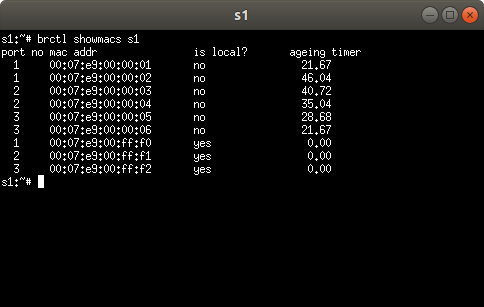 s1
s1:~# brctl showmacs s1
port no mac addr is local? ageing timer
1 00:07:e9:00:00:01 no 21.67
1 00:07:e9:00:00:02 no 46.04
2 00:07:e9:00:00:03 no 40.72
2 00:07:e9:00:00:04 no 35.04
3 00:07:e9:00:00:05 no 28.68
3 00:07:e9:00:00:06 no 21.67
1 00:07:e9:00:ff:f0 yes 0.00
2 00:07:e9:00:ff:f1 yes 0.00
3 00:07:e9:00:ff:f2 yes 0.00
s1:~#